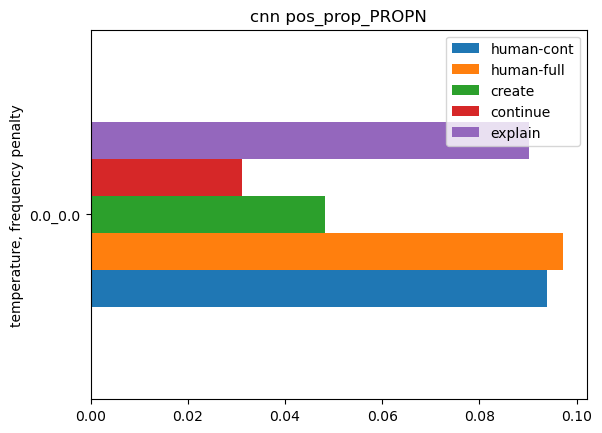 cnn pos_prop_PROPN
human-cont
human-full
create
continue
explain
temperature, frequency penalty
0.0_0.0
0.00 0.02 0.04 0.06 0.08 0.10